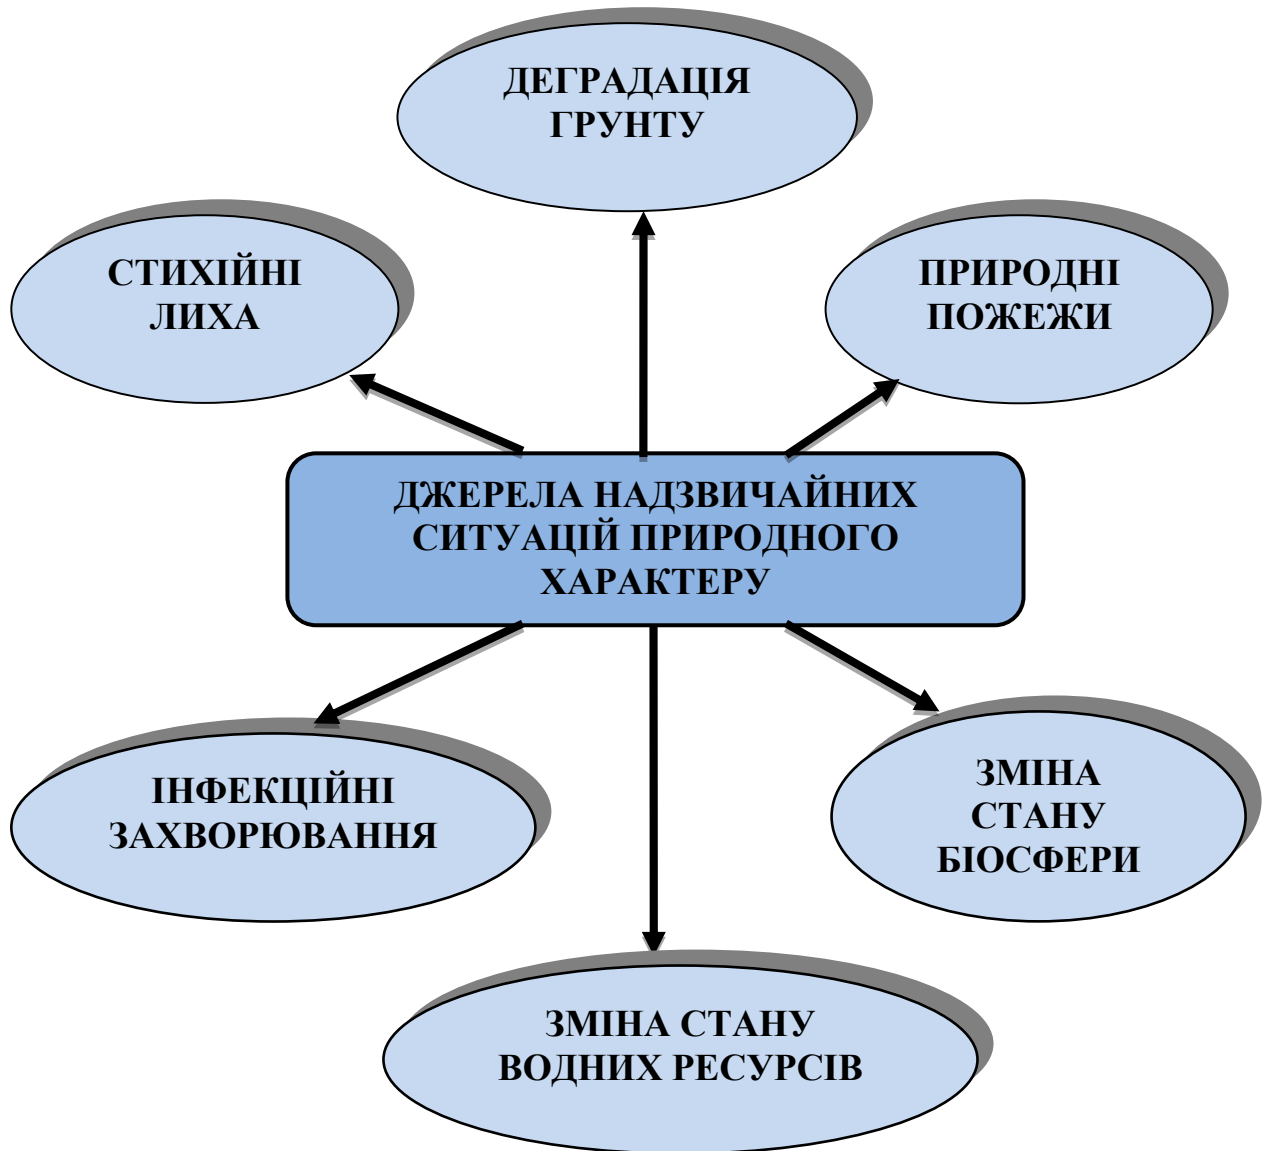 ДЕГРАДАЦІЯ
ГРУНТУ
СТИХІЙНІ
ЛИХА
ПРИРОДНІ
ПОЖЕЖИ
ДЖЕРЕЛА НАДЗВИЧАЙНИХ
СИТУАЦІЙ ПРИРОДНОГО
ХАРАКТЕРУ
ІНФЕКЦІЙНІ
ЗАХВОРЮВАННЯ
ЗМІНА
СТАНУ
БІОСФЕРИ
ЗМІНА СТАНУ
ВОДНИХ РЕСУРСІВ